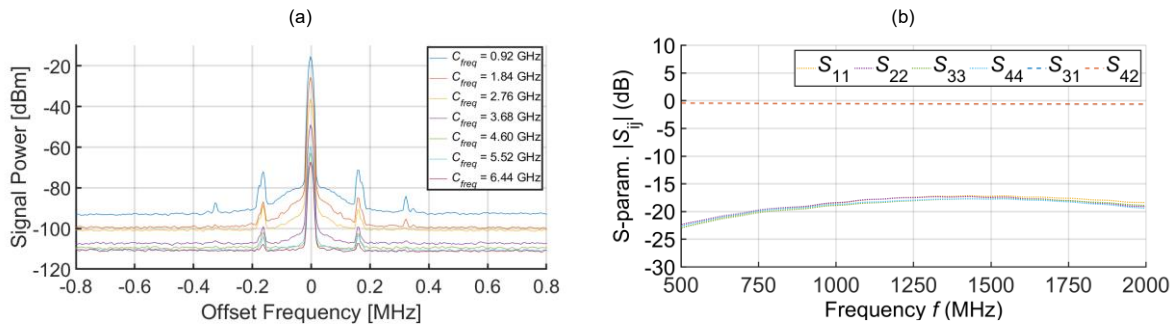 (a)
Signal Power [dBm]
-20
-40
-60
-80
-100
-120
-0.8
-0.6
-0.4
-0.2
0
0.2
0.4
0.6
0.8
Offset Frequency [MHz]
C_freq = 0.92 GHz
C_freq = 1.84 GHz
C_freq = 2.76 GHz
C_freq = 3.68 GHz
C_freq = 4.60 GHz
C_freq = 5.52 GHz
C_freq = 6.44 GHz
(b)
S-param. |S_ij| (dB)
10
5
0
-5
-10
-15
-20
-25
-30
500
750
1000
1250
1500
1750
2000
Frequency f (MHz)
S_11 S_22 S_33 S_44 S_31 S_42